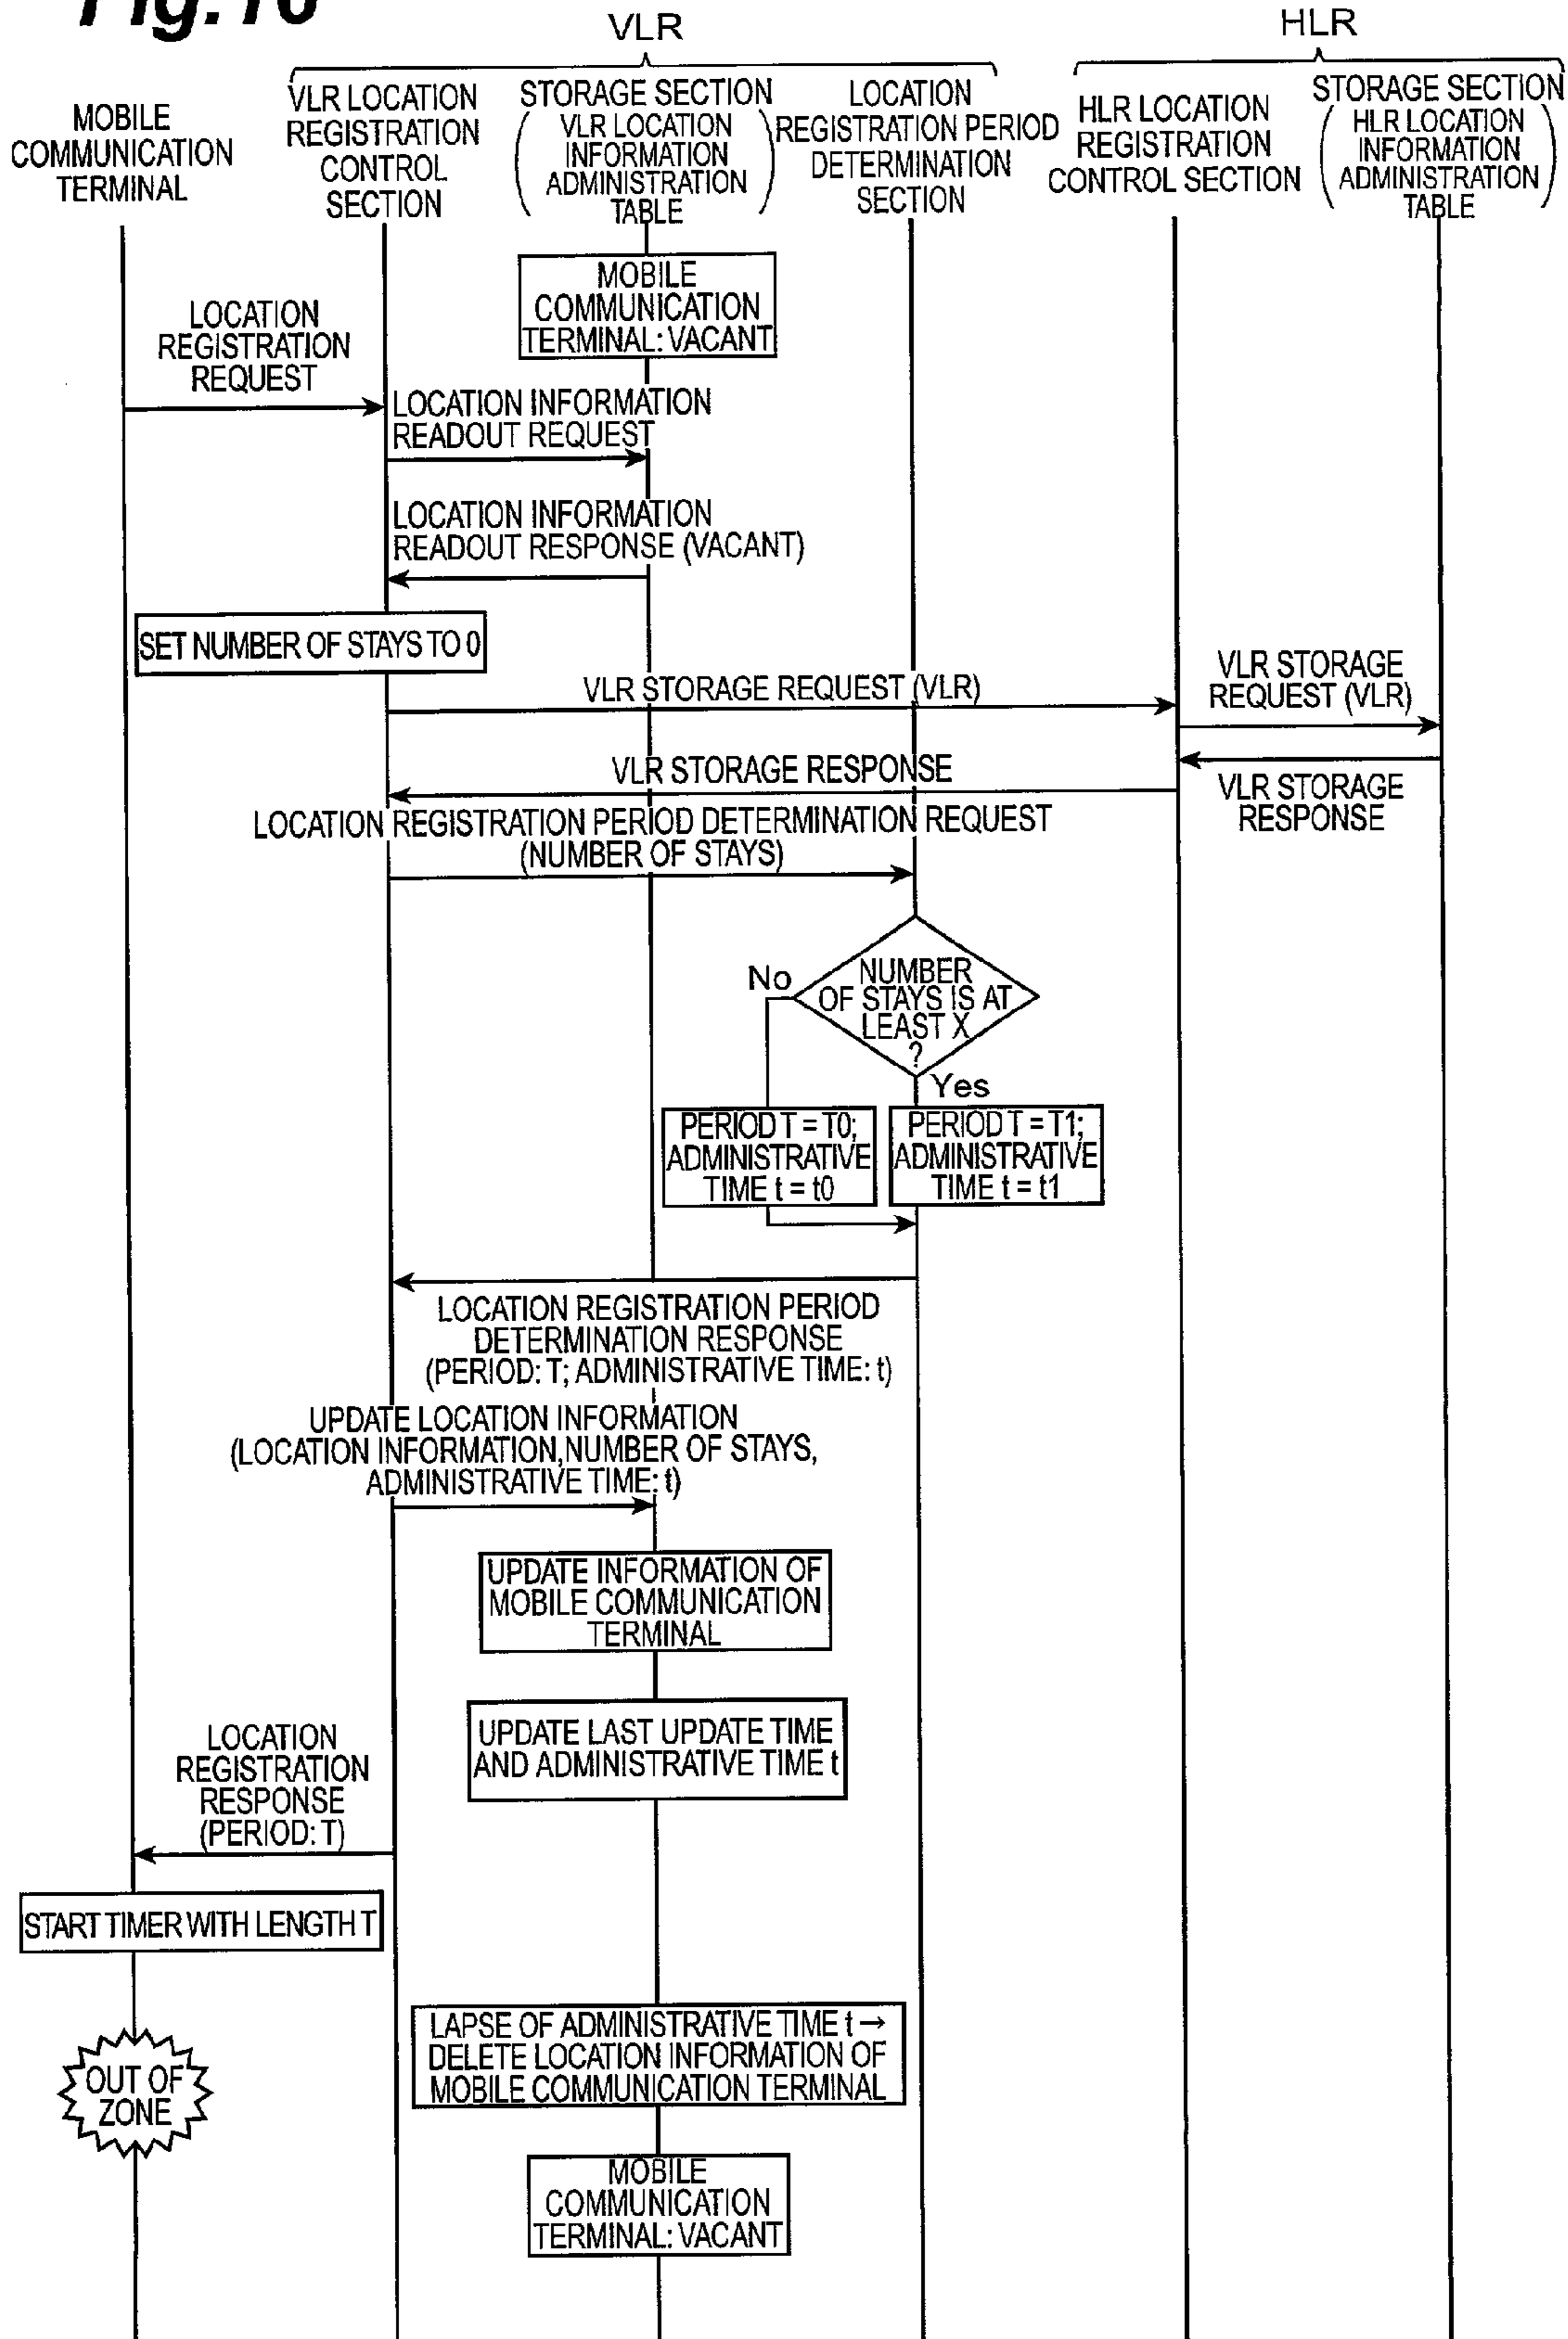 Fig.10
VLR
HLR
MOBILE
COMMUNICATION
TERMINAL
VLR LOCATION
REGISTRATION
CONTROL
SECTION
STORAGE SECTION
VLR LOCATION
INFORMATION
ADMINISTRATION
TABLE
LOCATION
REGISTRATION PERIOD
DETERMINATION
SECTION
HLR LOCATION
REGISTRATION
CONTROL SECTION
STORAGE SECTION
HLR LOCATION
INFORMATION
ADMINISTRATION
TABLE
MOBILE
COMMUNICATION
TERMINAL: VACANT
LOCATION
REGISTRATION
REQUEST
LOCATION INFORMATION
READOUT REQUEST
LOCATION INFORMATION
READOUT RESPONSE (VACANT)
SET NUMBER OF STAYS TO 0
VLR STORAGE REQUEST (VLR)
VLR STORAGE
REQUEST (VLR)
VLR STORAGE RESPONSE
VLR STORAGE
RESPONSE
LOCATION REGISTRATION PERIOD DETERMINATION REQUEST
(NUMBER OF STAYS)
NUMBER
OF STAYS IS AT
LEAST X
?
No
Yes
PERIOD T = T0;
ADMINISTRATIVE
TIME t = t0
PERIOD T = T1;
ADMINISTRATIVE
TIME t = t1
LOCATION REGISTRATION PERIOD
DETERMINATION RESPONSE
(PERIOD: T; ADMINISTRATIVE TIME: t)
UPDATE LOCATION INFORMATION
(LOCATION INFORMATION,NUMBER OF STAYS,
ADMINISTRATIVE TIME: t)
UPDATE INFORMATION OF
MOBILE COMMUNICATION
TERMINAL
UPDATE LAST UPDATE TIME
AND ADMINISTRATIVE TIME t
LOCATION
REGISTRATION
RESPONSE
(PERIOD: T)
START TIMER WITH LENGTH T
OUT OF
ZONE
LAPSE OF ADMINISTRATIVE TIME t →
DELETE LOCATION INFORMATION OF
MOBILE COMMUNICATION TERMINAL
MOBILE
COMMUNICATION
TERMINAL: VACANT